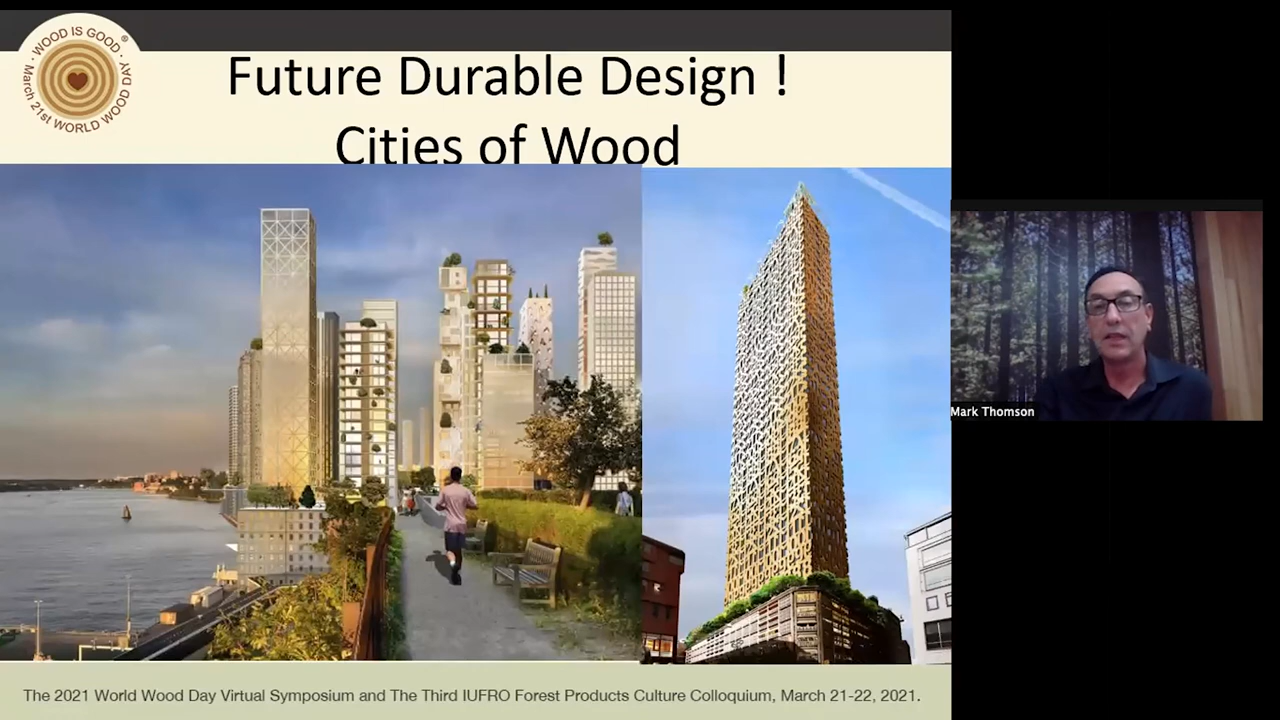 · WOOD IS GOOD · ®
March 21st WORLD WOOD DAY
Future Durable Design !
Cities of Wood
Mark Thomson
The 2021 World Wood Day Virtual Symposium and The Third IUFRO Forest Products Culture Colloquium, March 21-22, 2021.